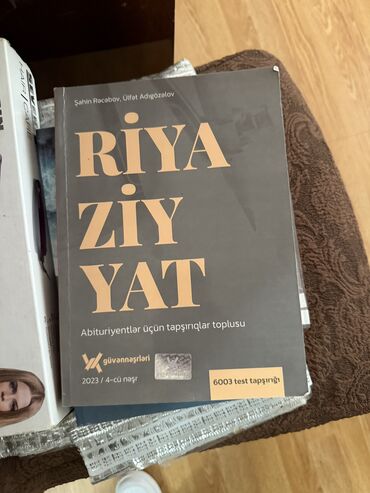 Şahin Rəcəbov, Ülfət Adıgözəlov
RİYA
ZİY
YAT
Abituriyentlər üçün tapşırıqlar toplusu
güvənnəşrləri
2023 / 4-cü nəşr
6003 test tapşırığı